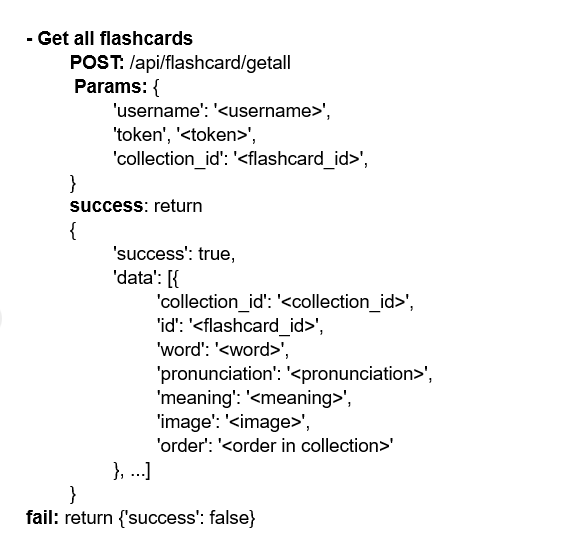 - Get all flashcards
POST: /api/flashcard/getall
Params: {
'username': '<username>',
'token', '<token>',
'collection_id': '<flashcard_id>',
}
success: return
{
'success': true,
'data': [{
'collection_id': '<collection_id>',
'id': '<flashcard_id>',
'word': '<word>',
'pronunciation': '<pronunciation>',
'meaning': '<meaning>',
'image': '<image>',
'order': '<order in collection>'
}, ...]
}
fail: return {'success': false}